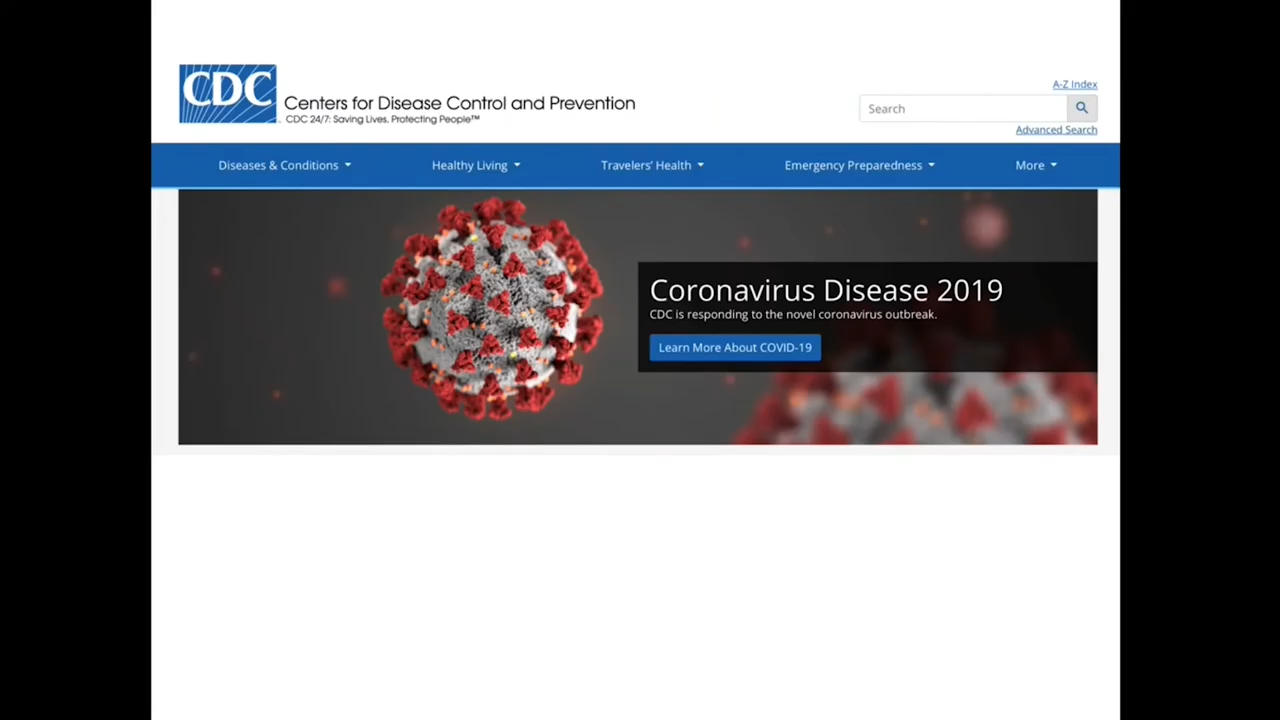 CDC
Centers for Disease Control and Prevention
CDC 24/7: Saving Lives. Protecting People™
A-Z Index
Search
Advanced Search
Diseases & Conditions
Healthy Living
Travelers’ Health
Emergency Preparedness
More
Coronavirus Disease 2019
CDC is responding to the novel coronavirus outbreak.
Learn More About COVID-19